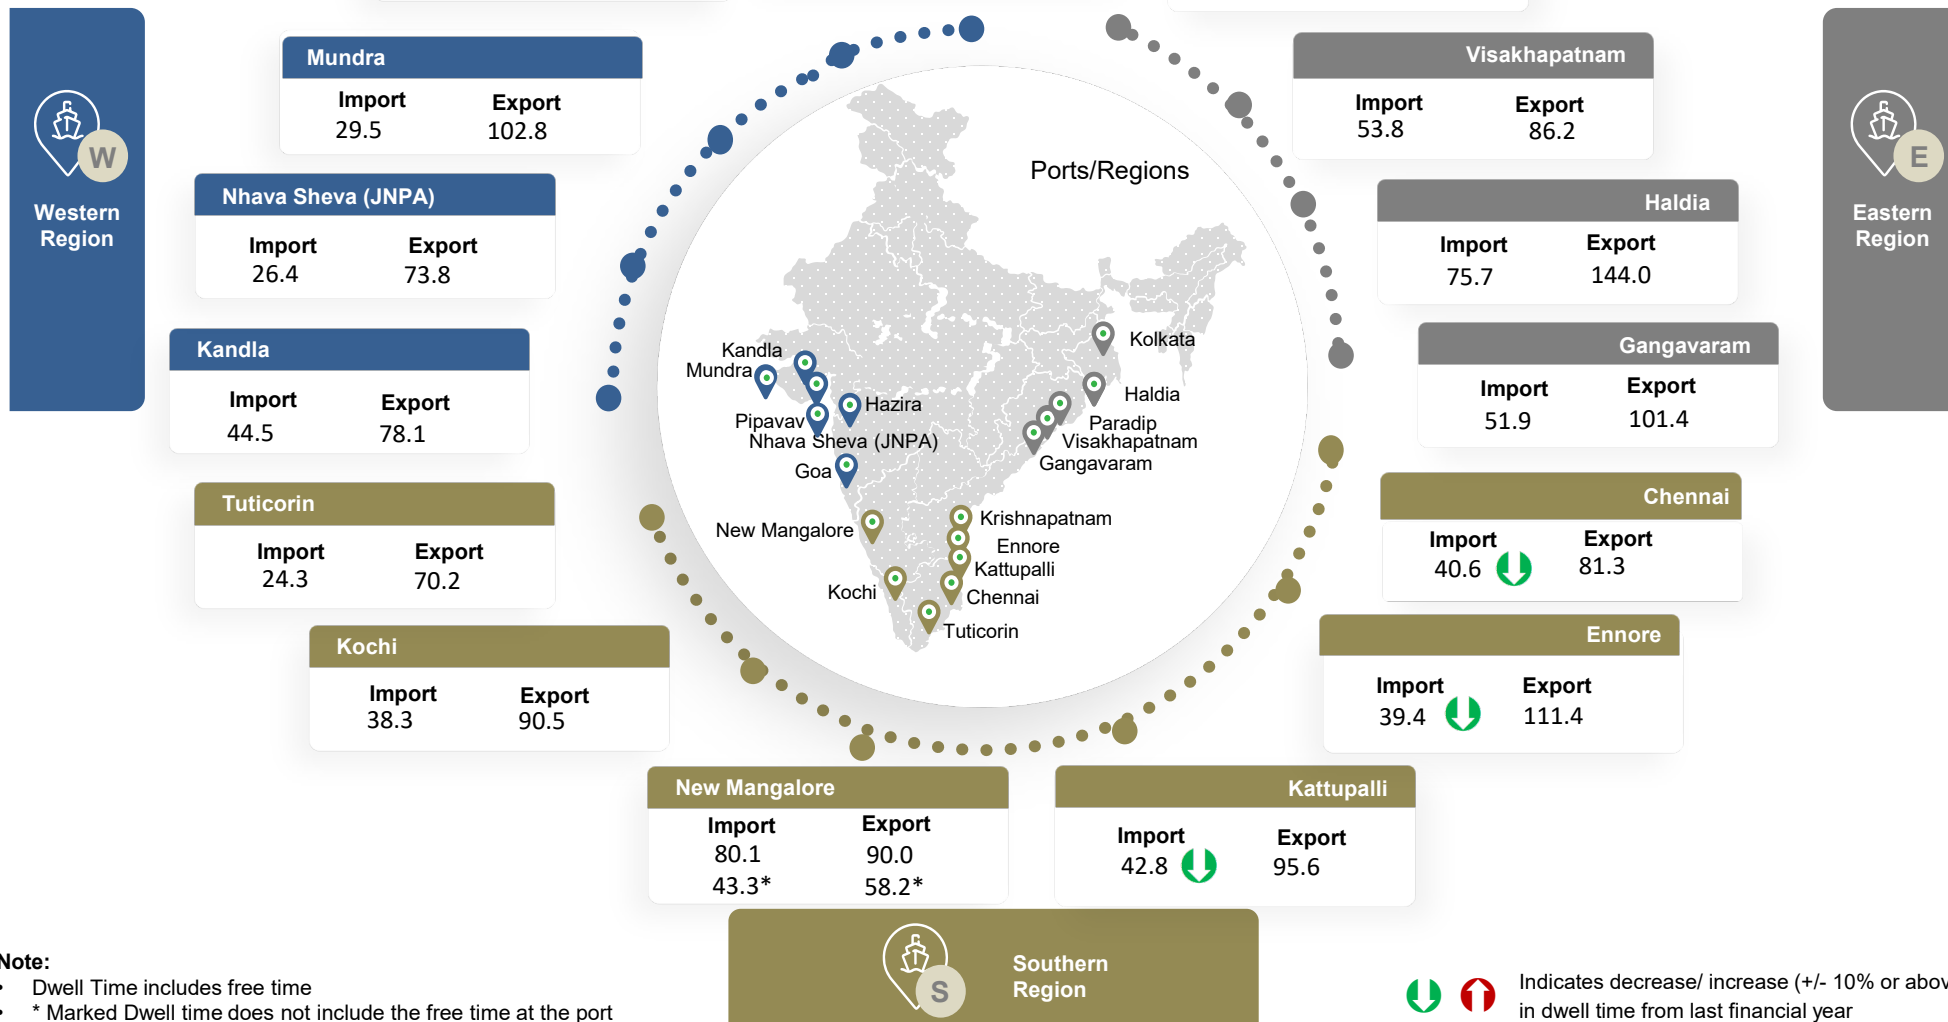 W
Western
Region
Mundra
Import Export
29.5 102.8
Nhava Sheva (JNPA)
Import Export
26.4 73.8
Kandla
Import Export
44.5 78.1
Tuticorin
Import Export
24.3 70.2
Kochi
Import Export
38.3 90.5
New Mangalore
Import Export
80.1 90.0
43.3* 58.2*
Ports/Regions
Kandla
Mundra
Pipavav
Hazira
Nhava Sheva (JNPA)
Goa
New Mangalore
Kochi
Kolkata
Haldia
Paradip
Visakhapatnam
Gangavaram
Krishnapatnam
Ennore
Kattupalli
Chennai
Tuticorin
Visakhapatnam
Import Export
53.8 86.2
Haldia
Import Export
75.7 144.0
Gangavaram
Import Export
51.9 101.4
Chennai
Import Export
40.6 81.3
Ennore
Import Export
39.4 111.4
Kattupalli
Import Export
42.8 95.6
E
Eastern
Region
S
Southern
Region
Note:
• Dwell Time includes free time
• * Marked Dwell time does not include the free time at the port
Indicates decrease/ increase (+/- 10% or abov
in dwell time from last financial year